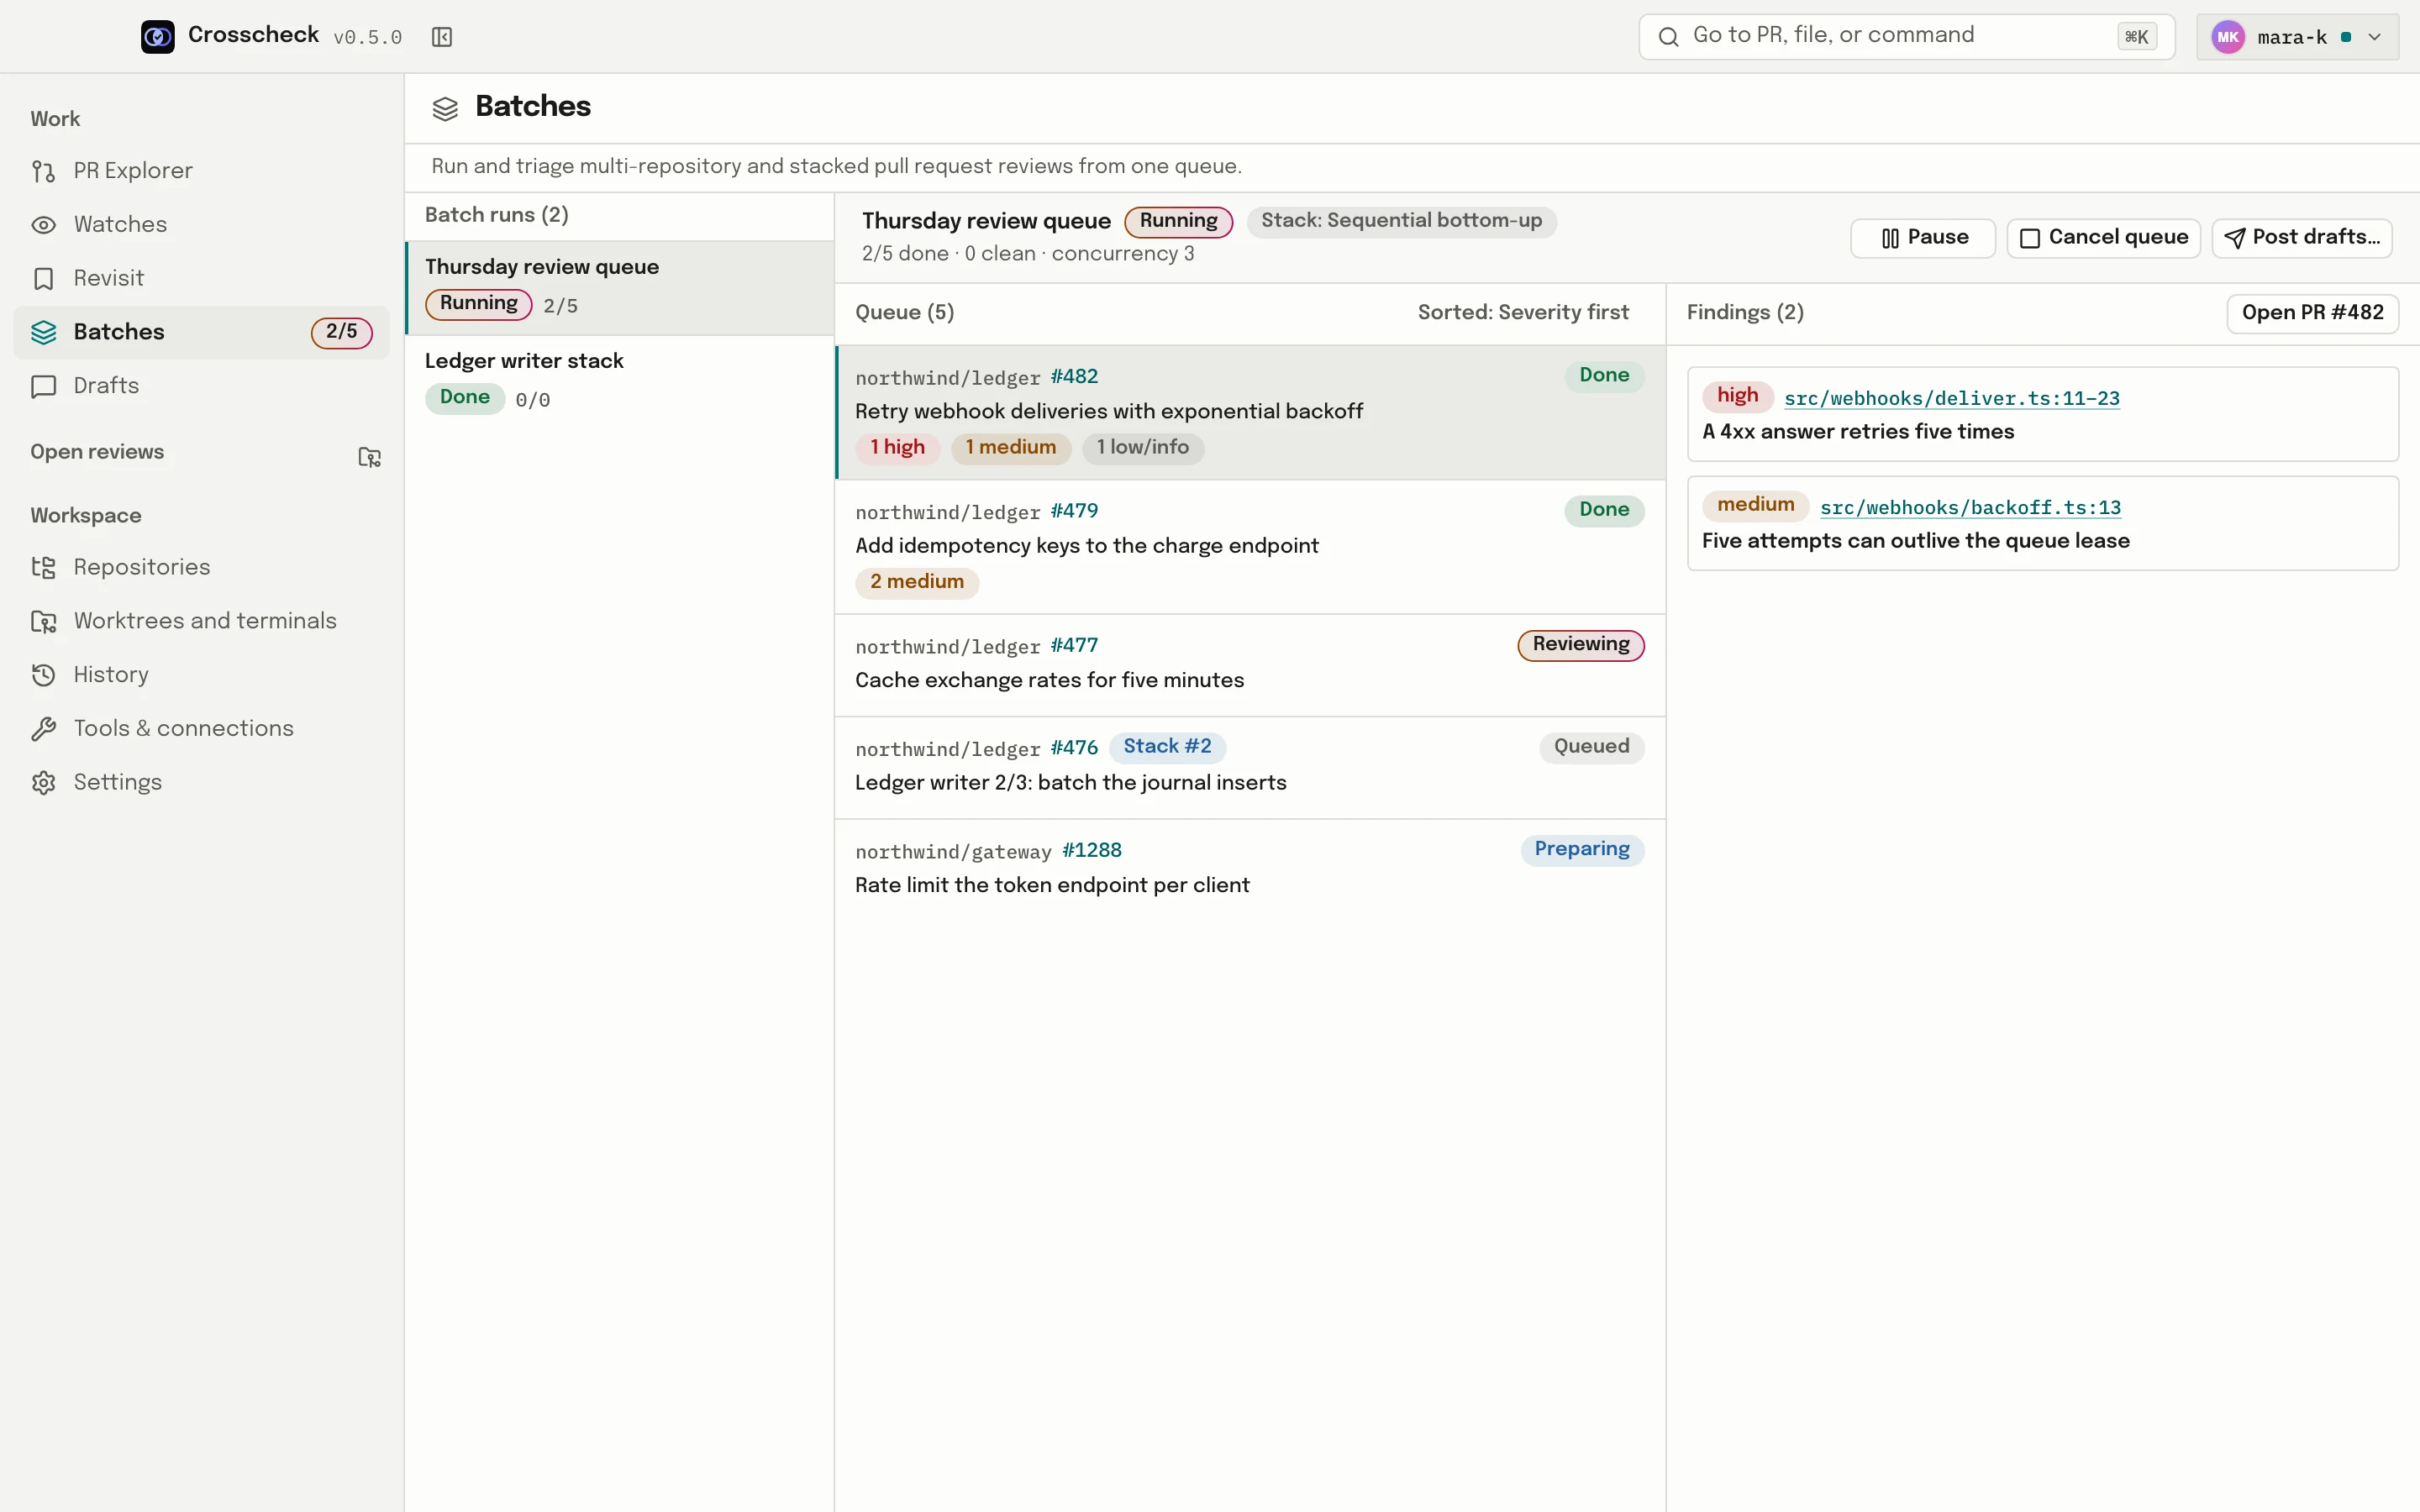 Crosscheck v0.5.0
Go to PR, file, or command ⌘K
MK mara-k
Work
PR Explorer
Watches
Revisit
Batches 2/5
Drafts
Open reviews
Workspace
Repositories
Worktrees and terminals
History
Tools & connections
Settings
Batches
Run and triage multi-repository and stacked pull request reviews from one queue.
Batch runs (2)
Thursday review queue
Running 2/5
Ledger writer stack
Done 0/0
Thursday review queue Running Stack: Sequential bottom-up
2/5 done · 0 clean · concurrency 3
Pause Cancel queue Post drafts...
Queue (5) Sorted: Severity first
northwind/ledger #482 Done
Retry webhook deliveries with exponential backoff
1 high 1 medium 1 low/info
northwind/ledger #479 Done
Add idempotency keys to the charge endpoint
2 medium
northwind/ledger #477 Reviewing
Cache exchange rates for five minutes
northwind/ledger #476 Stack #2 Queued
Ledger writer 2/3: batch the journal inserts
northwind/gateway #1288 Preparing
Rate limit the token endpoint per client
Findings (2) Open PR #482
high src/webhooks/deliver.ts:11–23
A 4xx answer retries five times
medium src/webhooks/backoff.ts:13
Five attempts can outlive the queue lease